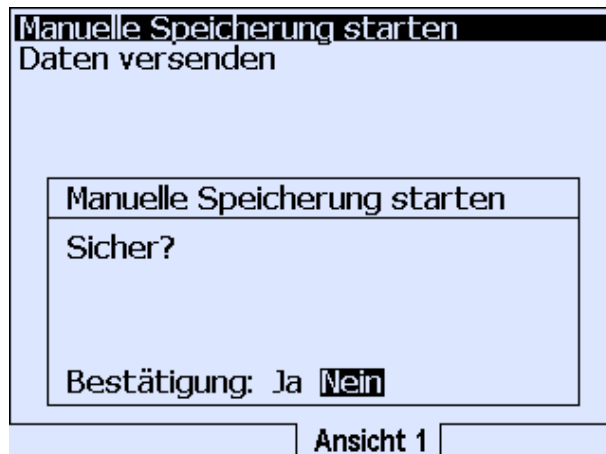 Manuelle Speicherung starten
Daten versenden
Manuelle Speicherung starten
Sicher?
Bestätigung: Ja Nein
Ansicht 1